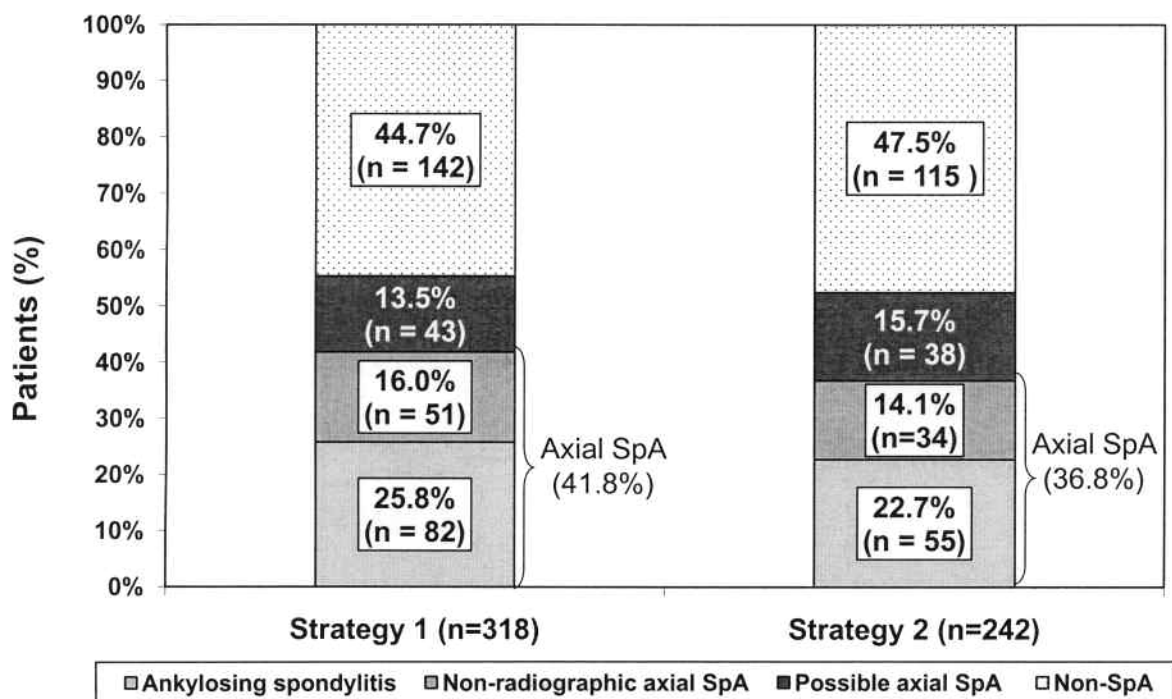 100%
90%
80%
70%
60%
50%
40%
30%
20%
10%
0%
Patients (%)
44.7%
(n = 142)
13.5%
(n = 43)
16.0%
(n = 51)
25.8%
(n = 82)
Axial SpA
(41.8%)
47.5%
(n = 115 )
15.7%
(n = 38)
14.1%
(n=34)
22.7%
(n = 55)
Axial SpA
(36.8%)
Strategy 1 (n=318)
Strategy 2 (n=242)
Ankylosing spondylitis Non-radiographic axial SpA Possible axial SpA Non-SpA